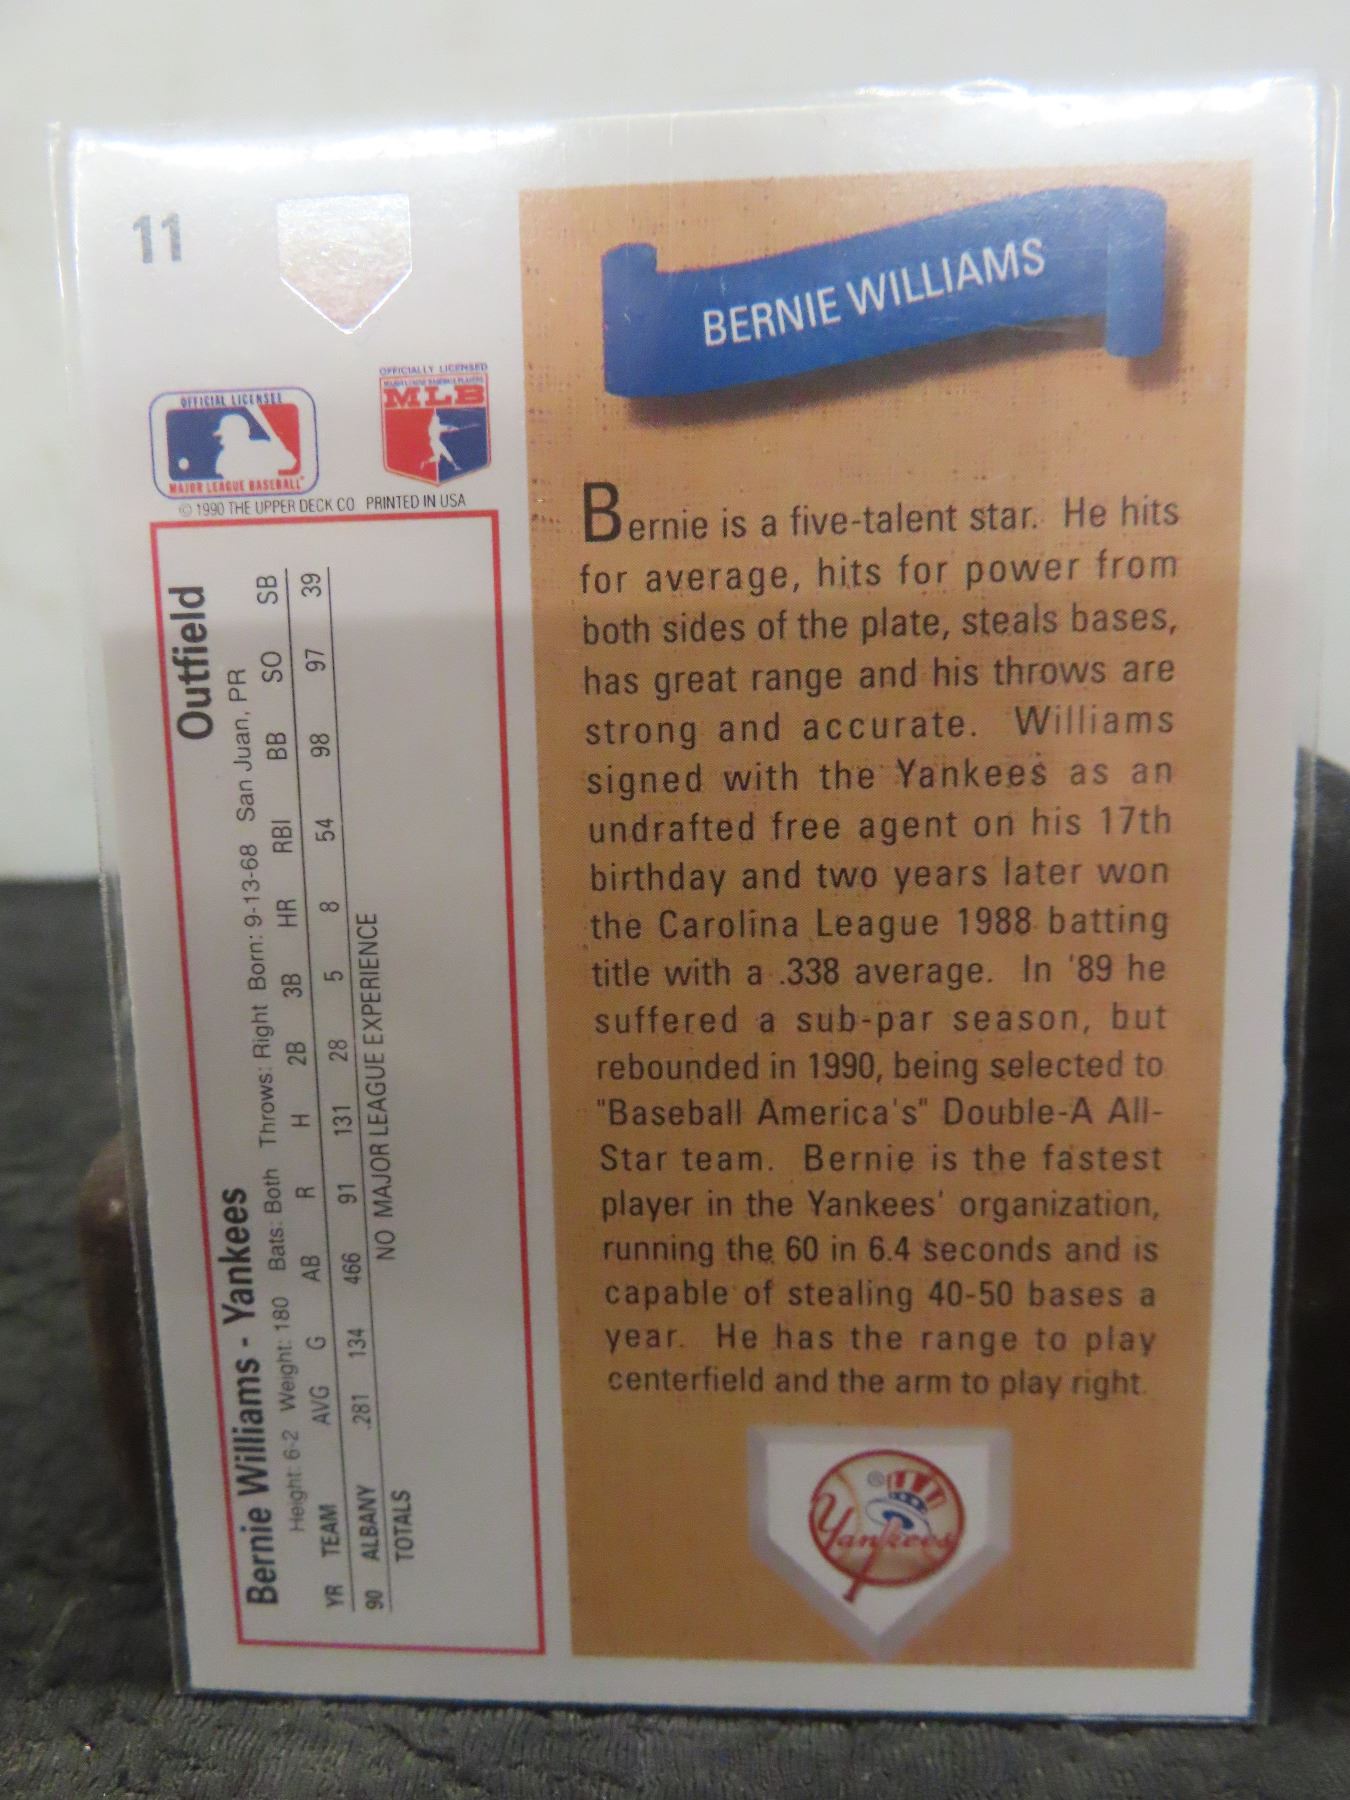 11
OFFICIAL LICENSEE
MAJOR LEAGUE BASEBALL
OFFICIALLY LICENSED
MAJOR LEAGUE BASEBALL PLAYERS
MLB
© 1990 THE UPPER DECK CO PRINTED IN USA
BERNIE WILLIAMS
Bernie is a five-talent star. He hits
for average, hits for power from
both sides of the plate, steals bases,
has great range and his throws are
strong and accurate. Williams
signed with the Yankees as an
undrafted free agent on his 17th
birthday and two years later won
the Carolina League 1988 batting
title with a .338 average. In '89 he
suffered a sub-par season, but
rebounded in 1990, being selected to
"Baseball America's" Double-A All-
Star team. Bernie is the fastest
player in the Yankees' organization,
running the 60 in 6.4 seconds and is
capable of stealing 40-50 bases a
year. He has the range to play
centerfield and the arm to play right.
Yankees ®
Bernie Williams - Yankees Outfield
Height: 6-2 Weight: 180 Bats: Both Throws: Right Born: 9-13-68 San Juan, PR
YR TEAM AVG G AB R H 2B 3B HR RBI BB SO SB
90 ALBANY .281 134 466 91 131 28 5 8 54 98 97 39
TOTALS NO MAJOR LEAGUE EXPERIENCE